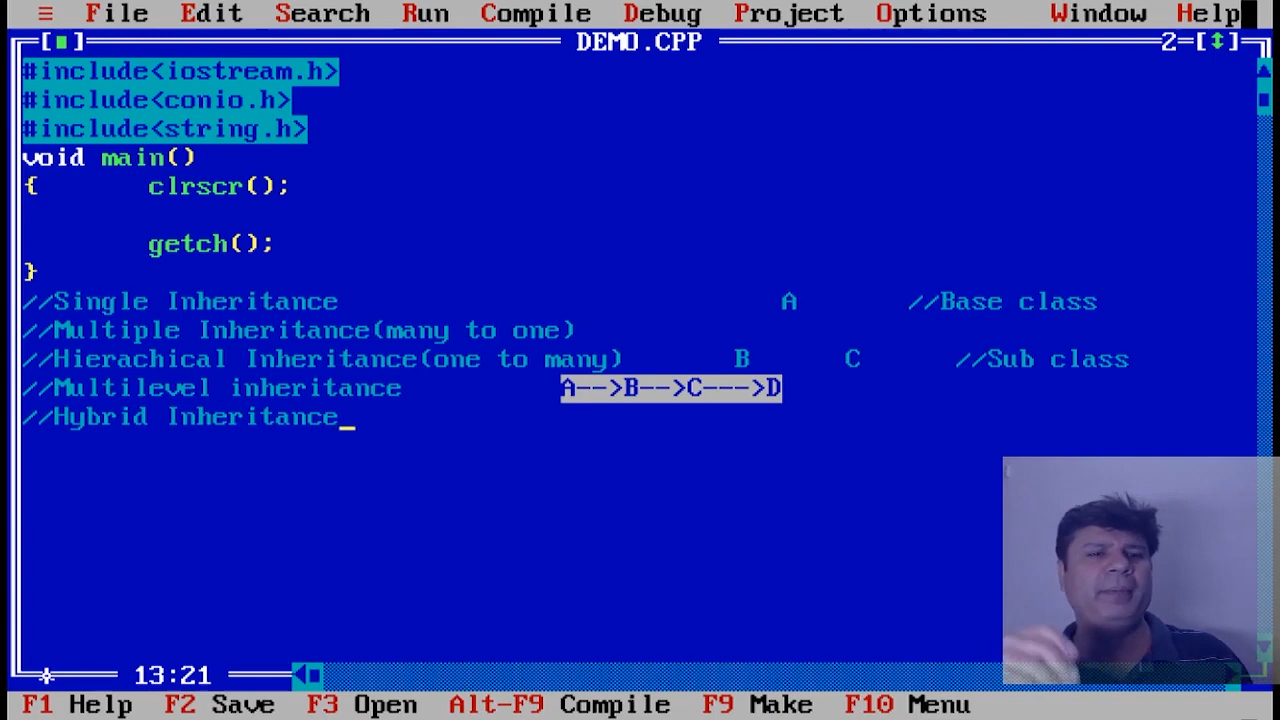 ≡ File Edit Search Run Compile Debug Project Options Window Help
[■] DEMO.CPP 2=[↕]
#include<iostream.h>
#include<conio.h>
#include<string.h>
void main()
{ clrscr();
getch();
}
//Single Inheritance A //Base class
//Multiple Inheritance(many to one)
//Hierachical Inheritance(one to many) B C //Sub class
//Multilevel inheritance A-->B-->C--->D
//Hybrid Inheritance_
13:21
F1 Help F2 Save F3 Open Alt-F9 Compile F9 Make F10 Menu